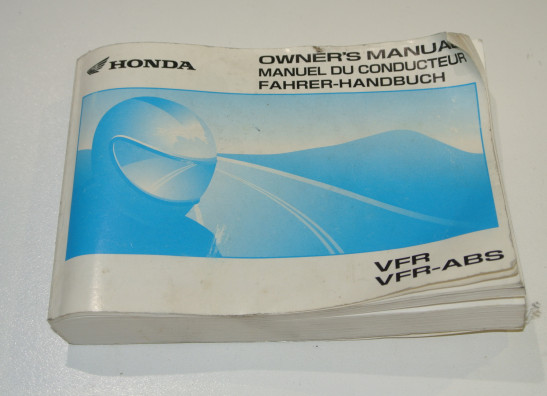 HONDA
OWNER'S MANUAL
MANUEL DU CONDUCTEUR
FAHRER-HANDBUCH
VFR
VFR-ABS